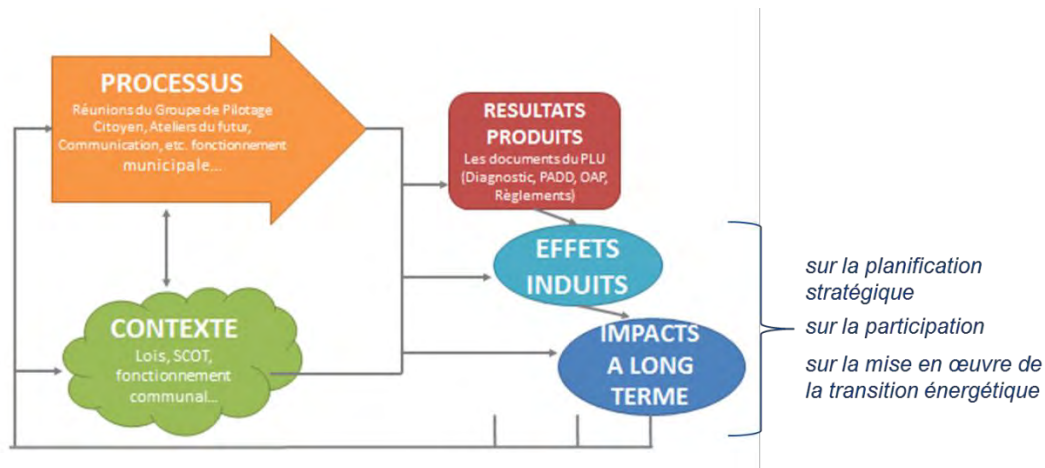 PROCESSUS
Réunions du Groupe de Pilotage
Citoyen, Ateliers du futur,
Communication, etc. fonctionnement
municipale...
RESULTATS
PRODUITS
Les documents du PLU
(Diagnostic, PADD, OAP,
Règlements)
EFFETS
INDUITS
CONTEXTE
Lois, SCOT,
fonctionnement
communal...
IMPACTS
A LONG
TERME
sur la planification
stratégique
sur la participation
sur la mise en œuvre de
la transition énergétique